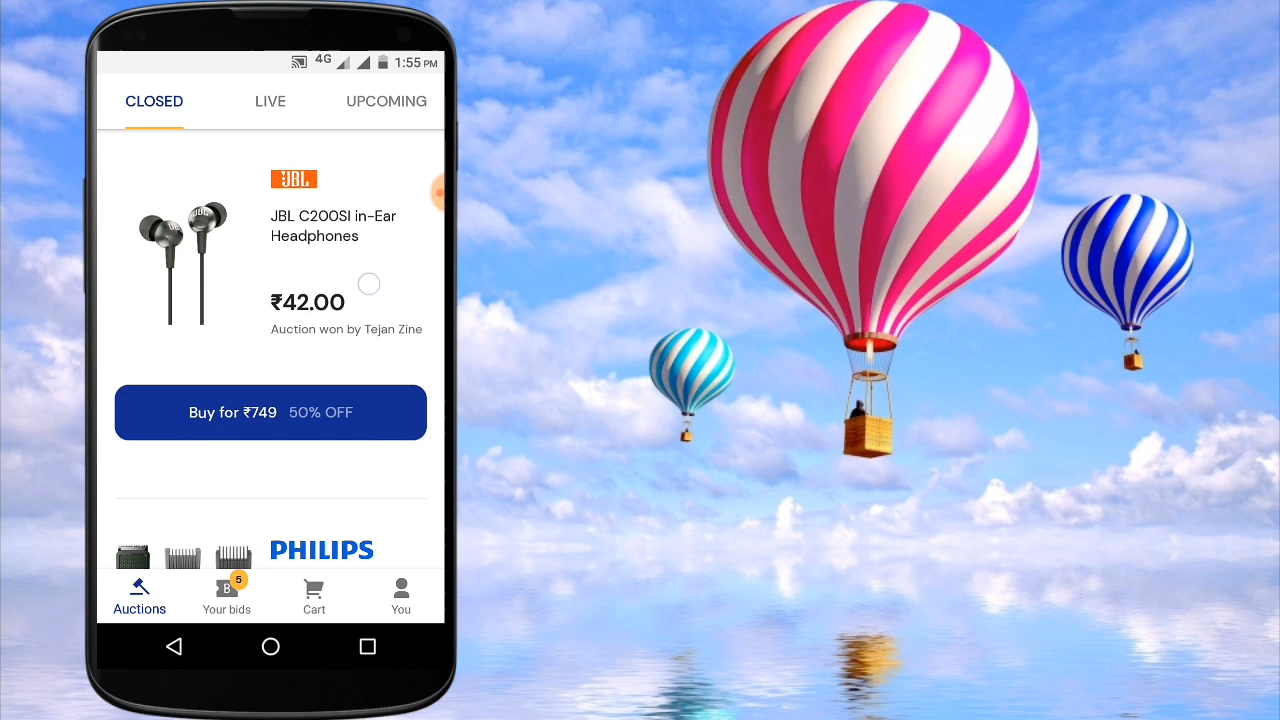 4G 1:55 PM
CLOSED LIVE UPCOMING
JBL
JBL C200SI in-Ear
Headphones
₹42.00
Auction won by Tejan Zine
Buy for ₹749 50% OFF
PHILIPS
B 5
Auctions Your bids Cart You